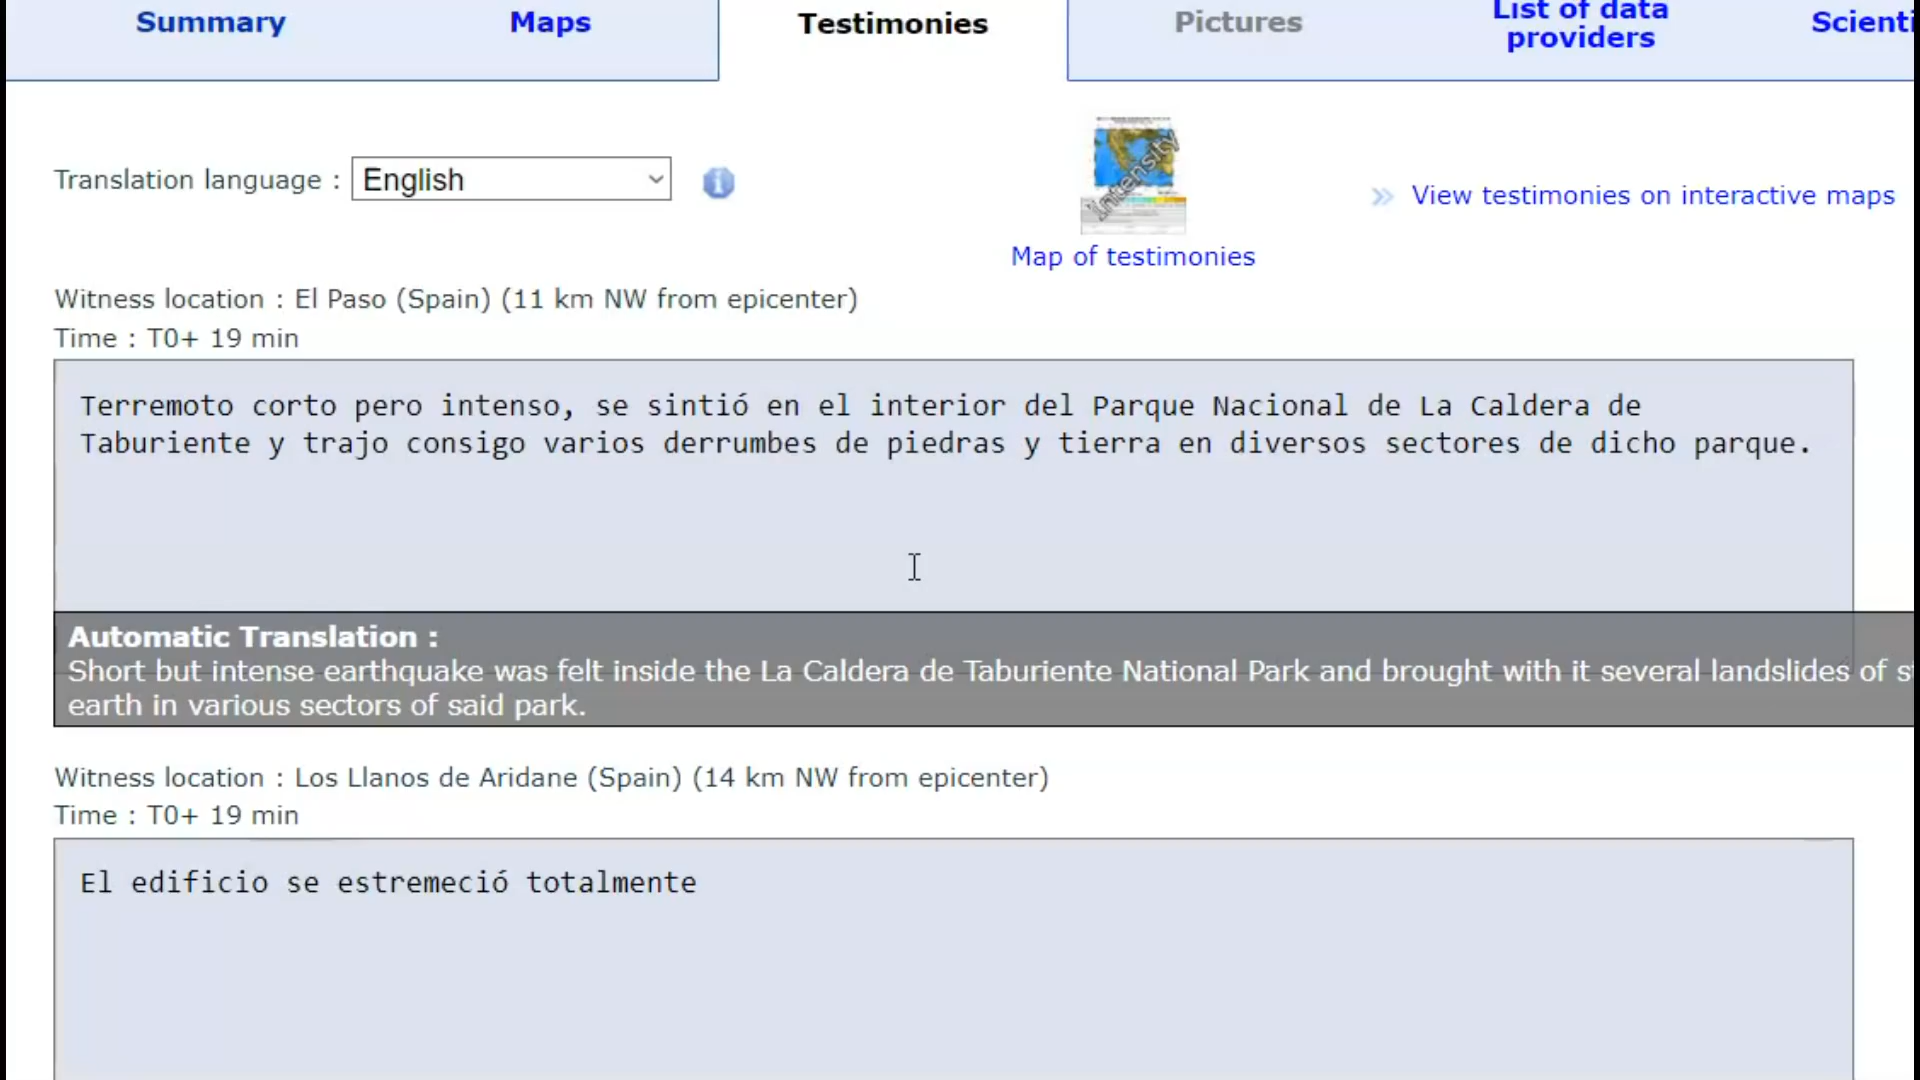 Summary Maps Testimonies Pictures List of data providers
Translation language : English
Intensity
Map of testimonies
View testimonies on interactive maps
Witness location : El Paso (Spain) (11 km NW from epicenter)
Time : T0+ 19 min
Terremoto corto pero intenso, se sintió en el interior del Parque Nacional de La Caldera de
Taburiente y trajo consigo varios derrumbes de piedras y tierra en diversos sectores de dicho parque.
Automatic Translation :
Short but intense earthquake was felt inside the La Caldera de Taburiente National Park and brought with it several landslides of
earth in various sectors of said park.
Witness location : Los Llanos de Aridane (Spain) (14 km NW from epicenter)
Time : T0+ 19 min
El edificio se estremeció totalmente